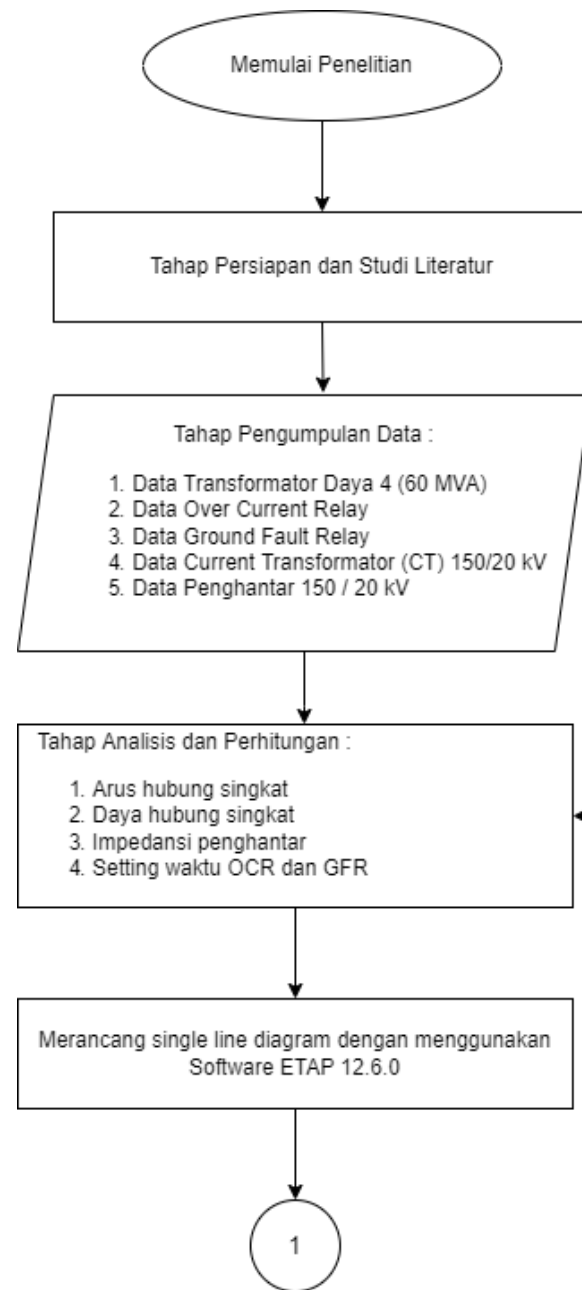 Memulai Penelitian
Tahap Persiapan dan Studi Literatur
Tahap Pengumpulan Data :
1. Data Transformator Daya 4 (60 MVA)
2. Data Over Current Relay
3. Data Ground Fault Relay
4. Data Current Transformator (CT) 150/20 kV
5. Data Penghantar 150 / 20 kV
Tahap Analisis dan Perhitungan :
1. Arus hubung singkat
2. Daya hubung singkat
3. Impedansi penghantar
4. Setting waktu OCR dan GFR
Merancang single line diagram dengan menggunakan
Software ETAP 12.6.0
1